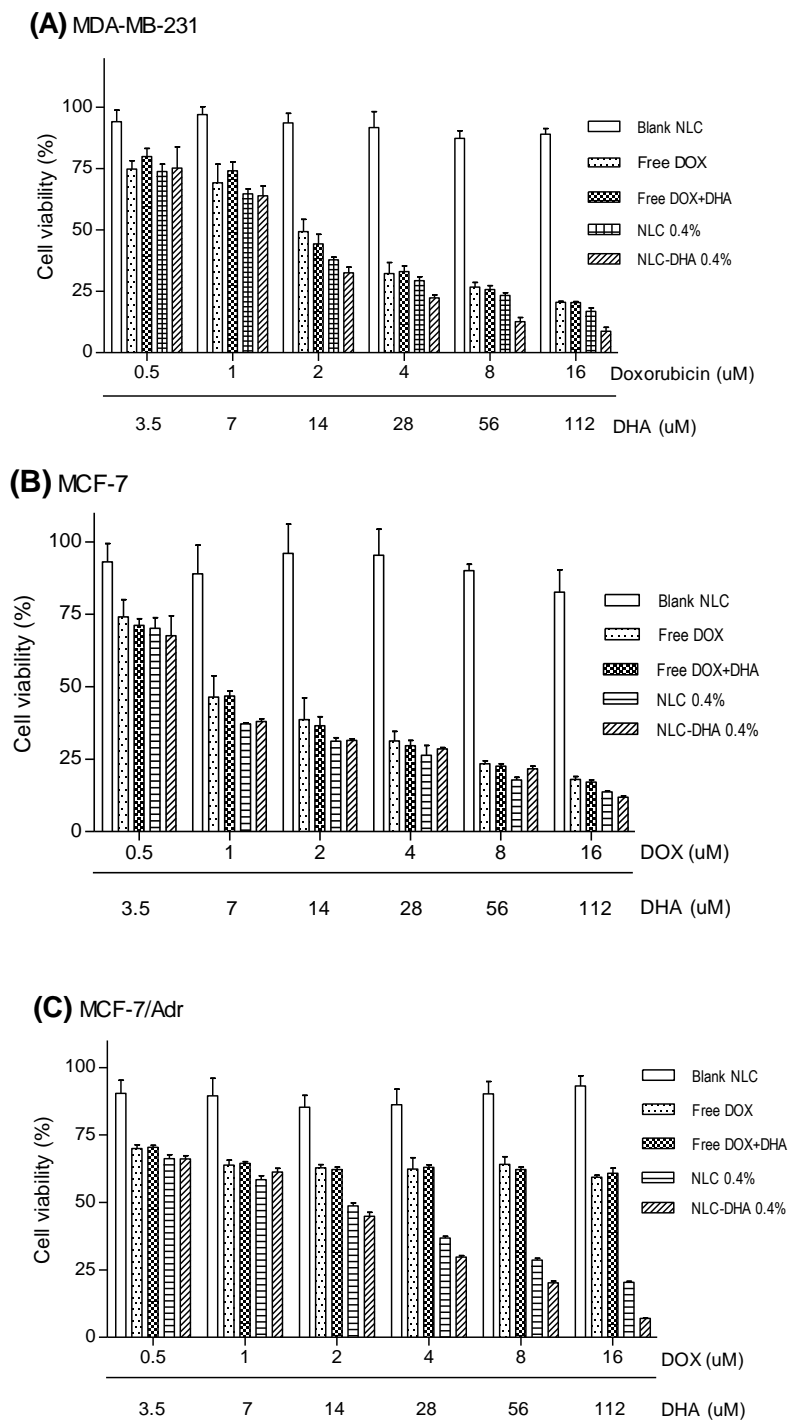 (A) MDA-MB-231
Cell viability (%)
100
75
50
25
0
Blank NLC
Free DOX
Free DOX+DHA
NLC 0.4%
NLC-DHA 0.4%
0.5 1 2 4 8 16 Doxorubicin (uM)
3.5 7 14 28 56 112 DHA (uM)
(B) MCF-7
Cell viability (%)
100
75
50
25
0
Blank NLC
Free DOX
Free DOX+DHA
NLC 0.4%
NLC-DHA 0.4%
0.5 1 2 4 8 16 DOX (uM)
3.5 7 14 28 56 112 DHA (uM)
(C) MCF-7/Adr
Cell viability (%)
100
75
50
25
0
Blank NLC
Free DOX
Free DOX+DHA
NLC 0.4%
NLC-DHA 0.4%
0.5 1 2 4 8 16 DOX (uM)
3.5 7 14 28 56 112 DHA (uM)